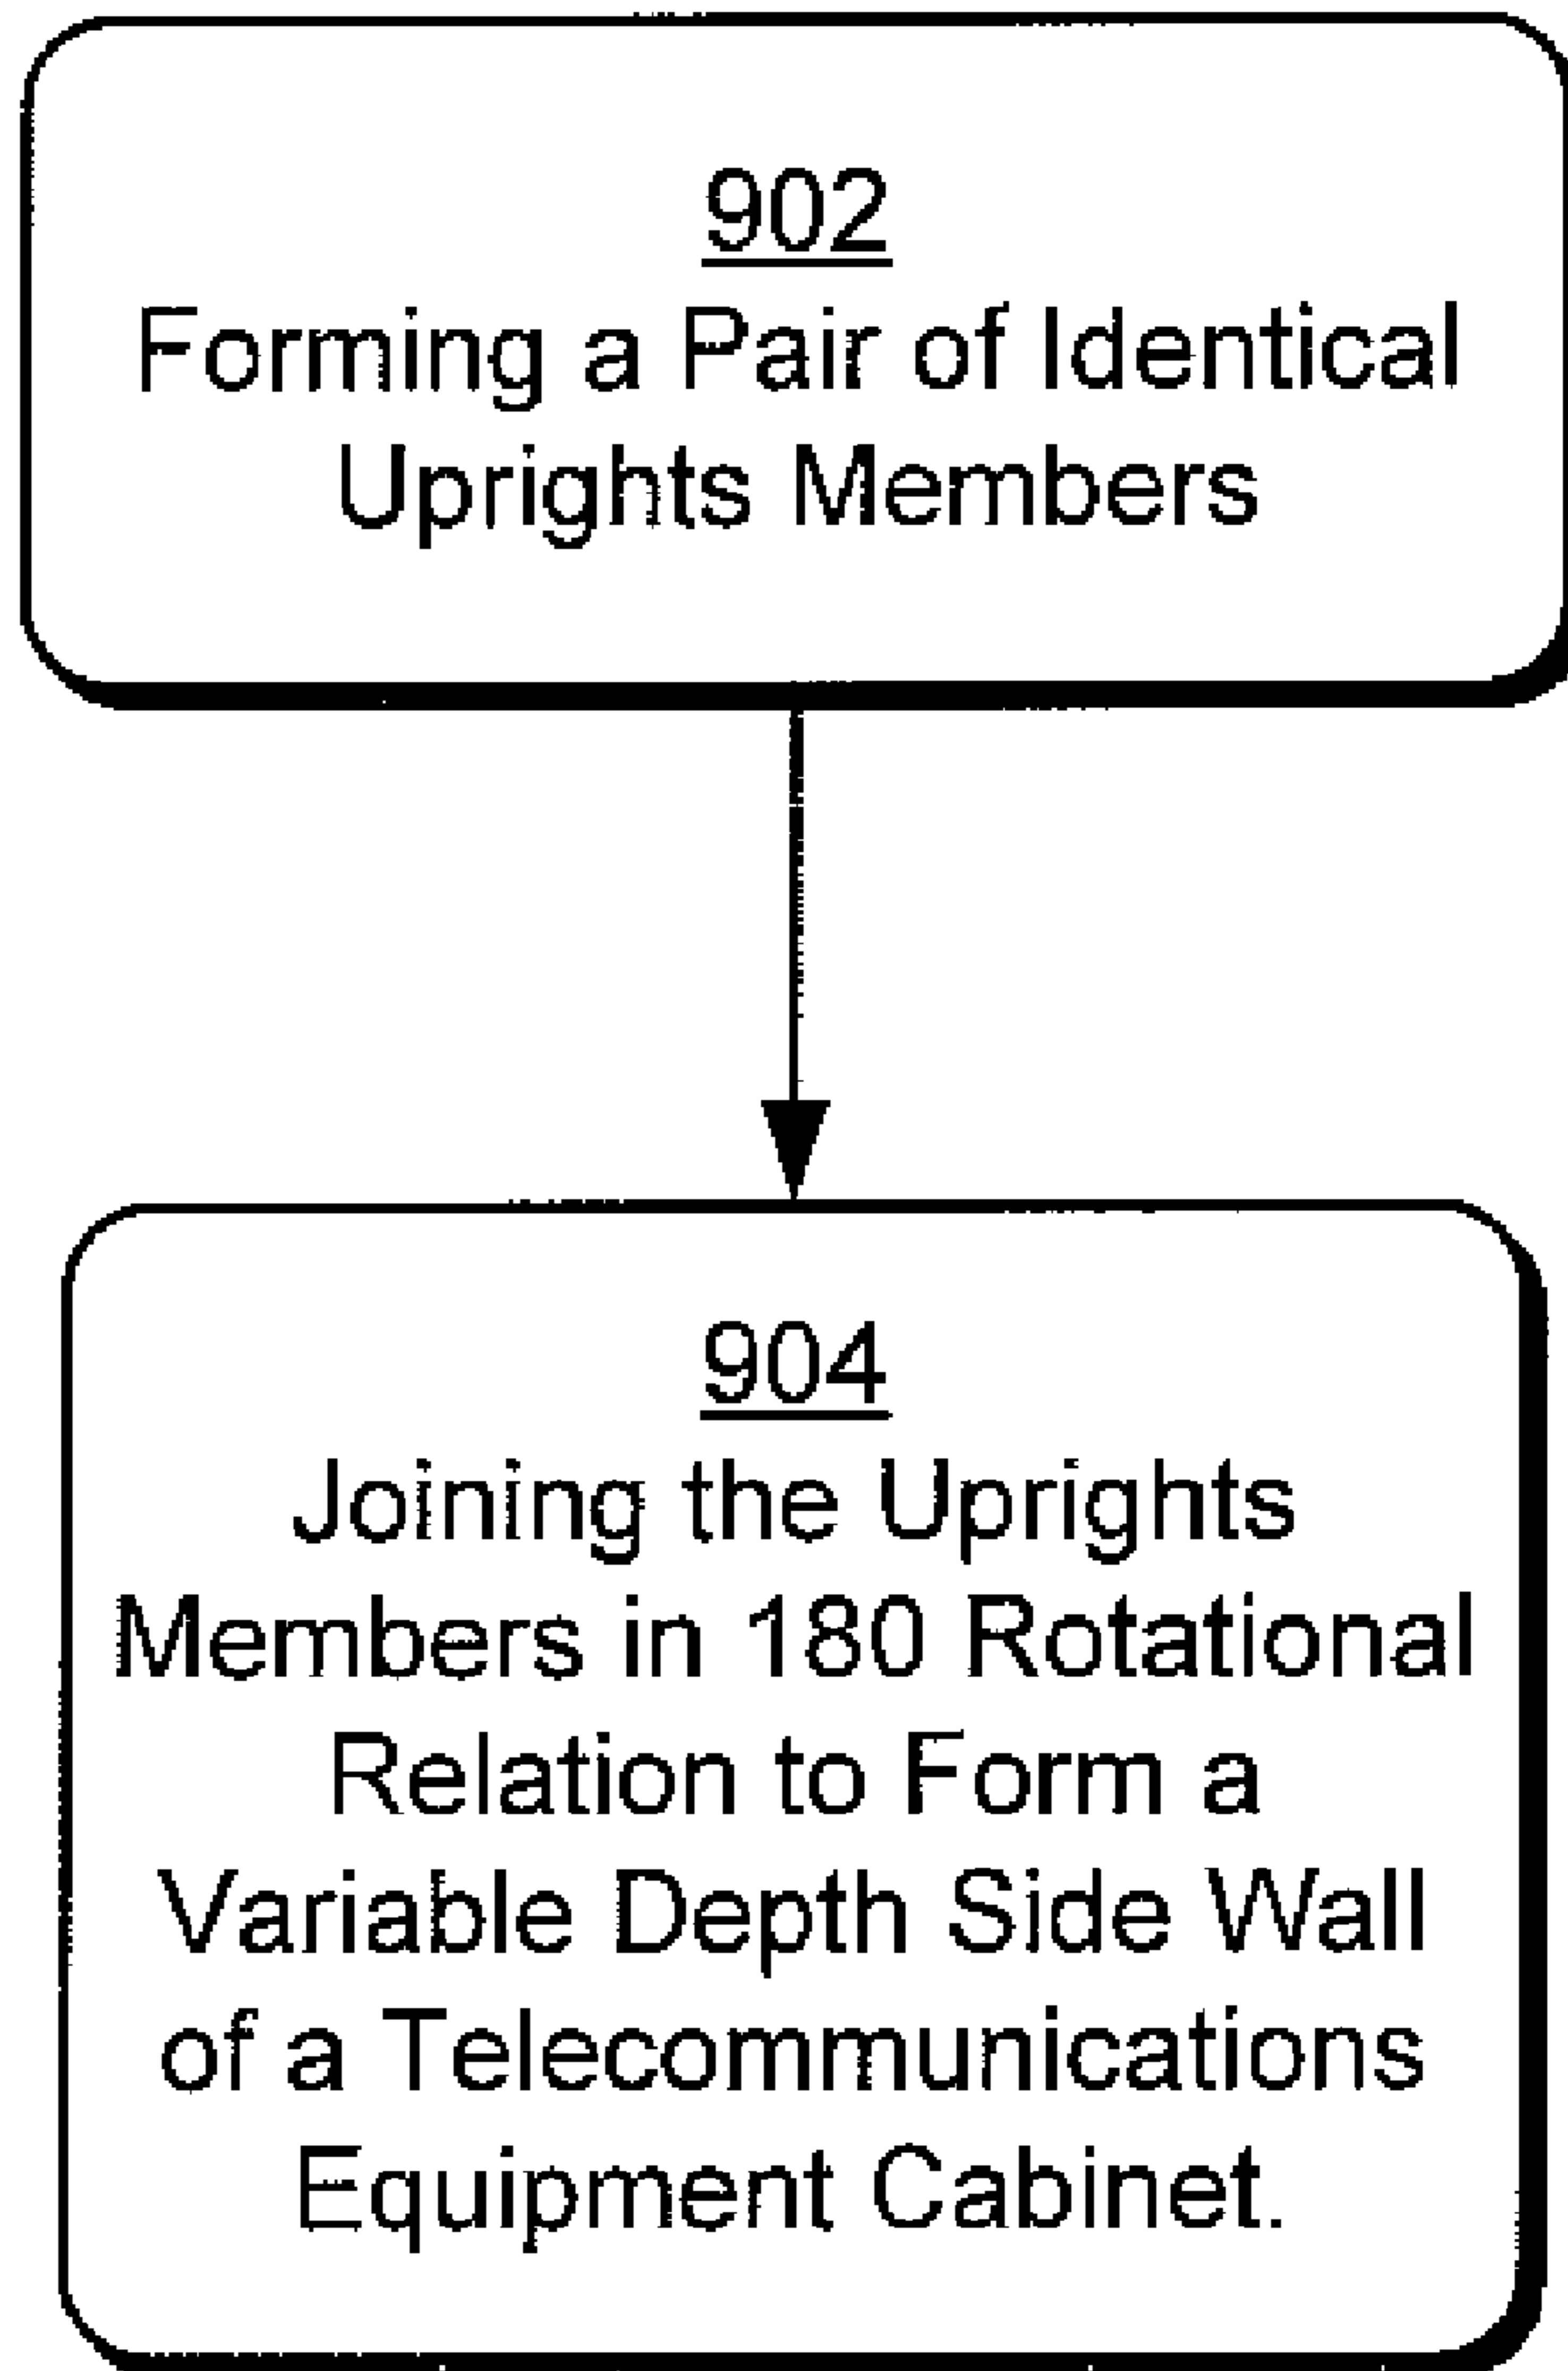 902
Forming a Pair of Identical
Uprights Members
904
Joining the Uprights
Members in 180 Rotational
Relation to Form a
Variable Depth Side Wall
of a Telecommunications
Equipment Cabinet.